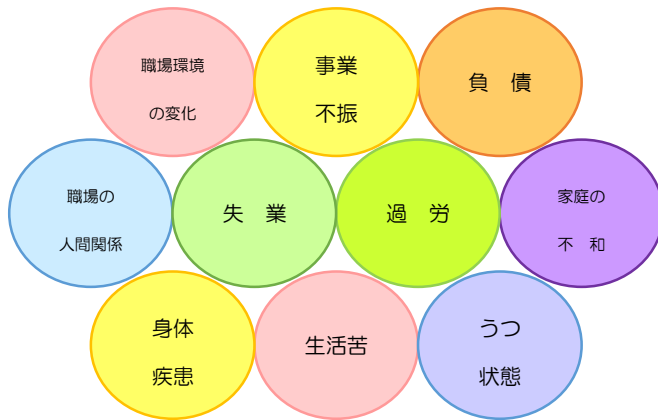 職場環境
の変化
事業
不振
負　債
職場の
人間関係
失　業
過　労
家庭の
不　和
身体
疾患
生活苦
うつ
状態